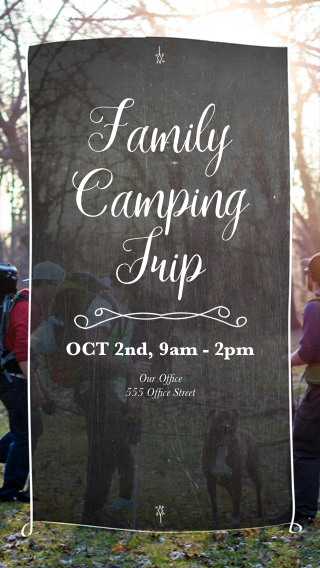 Family
Camping
Trip
OCT 2nd, 9am - 2pm
Our Office
555 Office Street